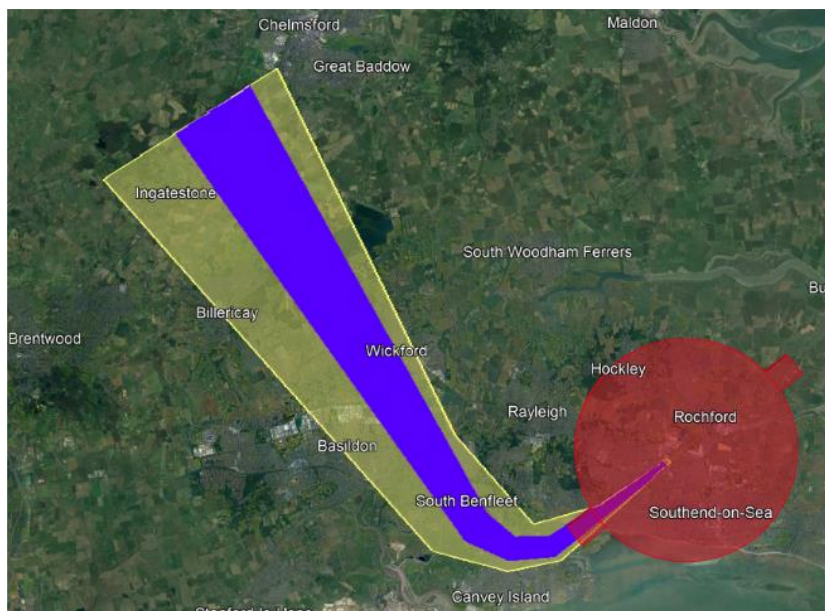 Chelmsford
Maldon
Great Baddow
Ingatestone
South Woodham Ferrers
Billericay
Bu
Brentwood
Wickford
Hockley
Rayleigh
Rochford
Basildon
South Benfleet
Southend-on-Sea
Canvey Island